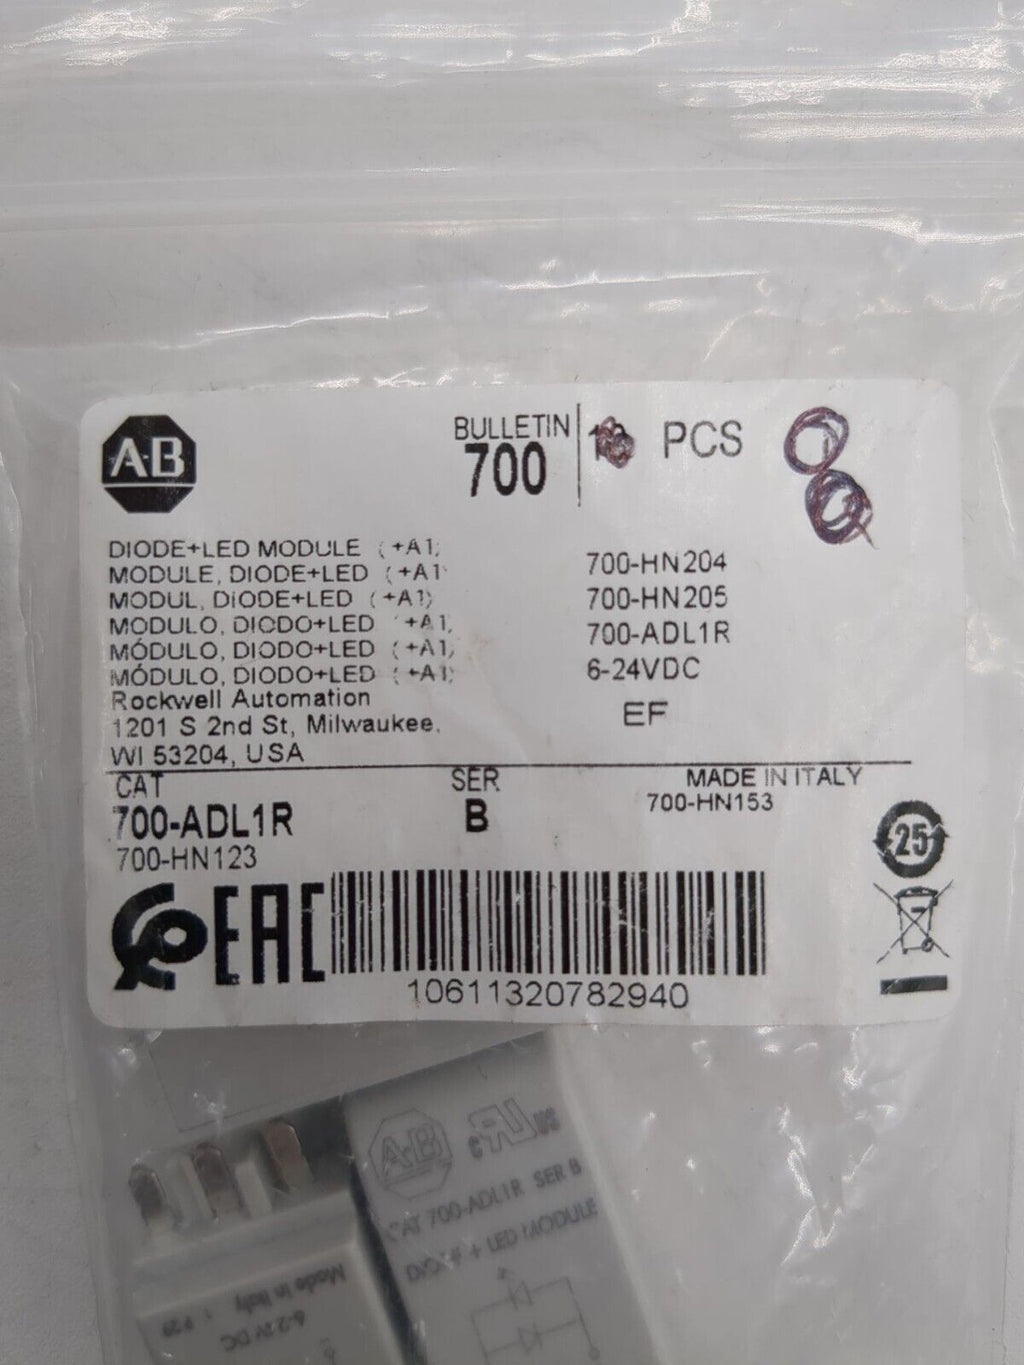 A-B
BULLETIN
700
PCS
DIODE+LED MODULE (+A1)
MODULE, DIODE+LED (+A1)
MODUL, DIODE+LED (+A1)
MODULO, DIODO+LED (+A1)
MÓDULO, DIODO+LED (+A1)
MÓDULO, DIODO+LED (+A1)
Rockwell Automation
1201 S 2nd St, Milwaukee,
WI 53204, USA
700-HN204
700-HN205
700-ADL1R
6-24VDC
EF
CAT
700-ADL1R
700-HN123
SER
B
MADE IN ITALY
700-HN153
25
EAC
10611320782940
A-B
c RU US
CAT 700-ADL1R SER B
DIODE + LED MODULE
Made in Italy